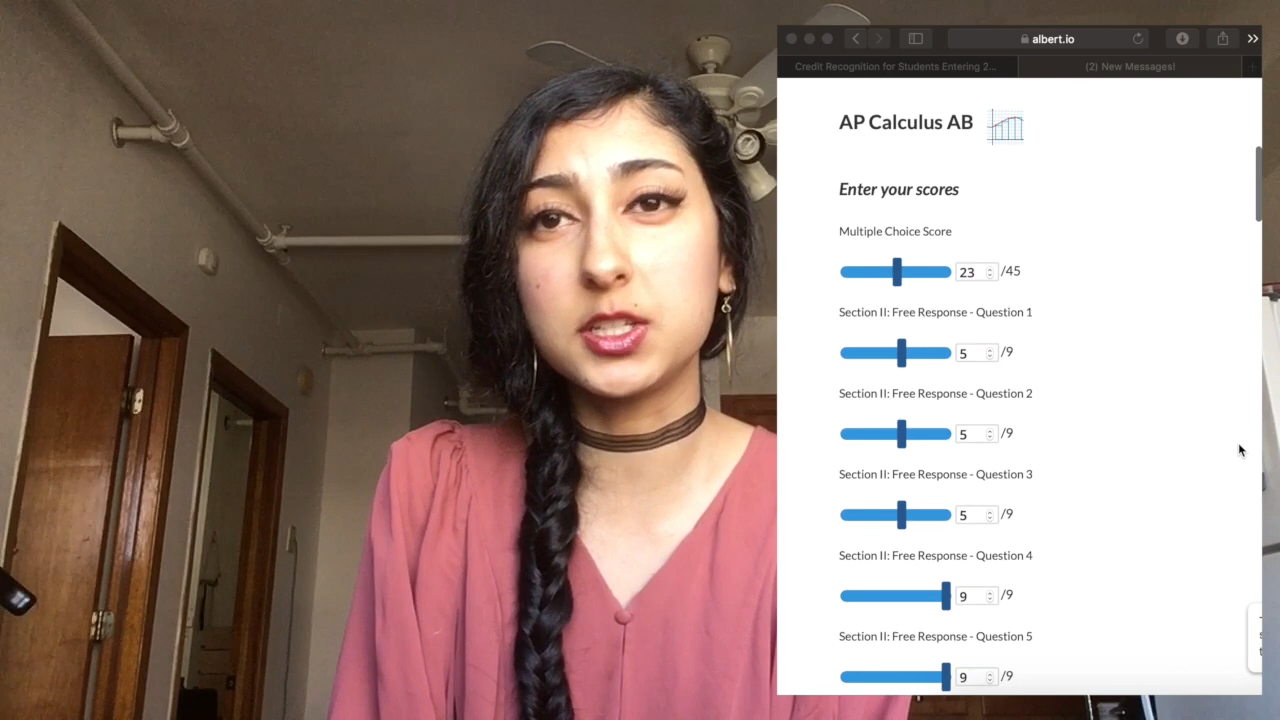 albert.io
Credit Recognition for Students Entering 2...
(2) New Messages!
AP Calculus AB
Enter your scores
Multiple Choice Score
23 /45
Section II: Free Response - Question 1
5 /9
Section II: Free Response - Question 2
5 /9
Section II: Free Response - Question 3
5 /9
Section II: Free Response - Question 4
9 /9
Section II: Free Response - Question 5
9 /9